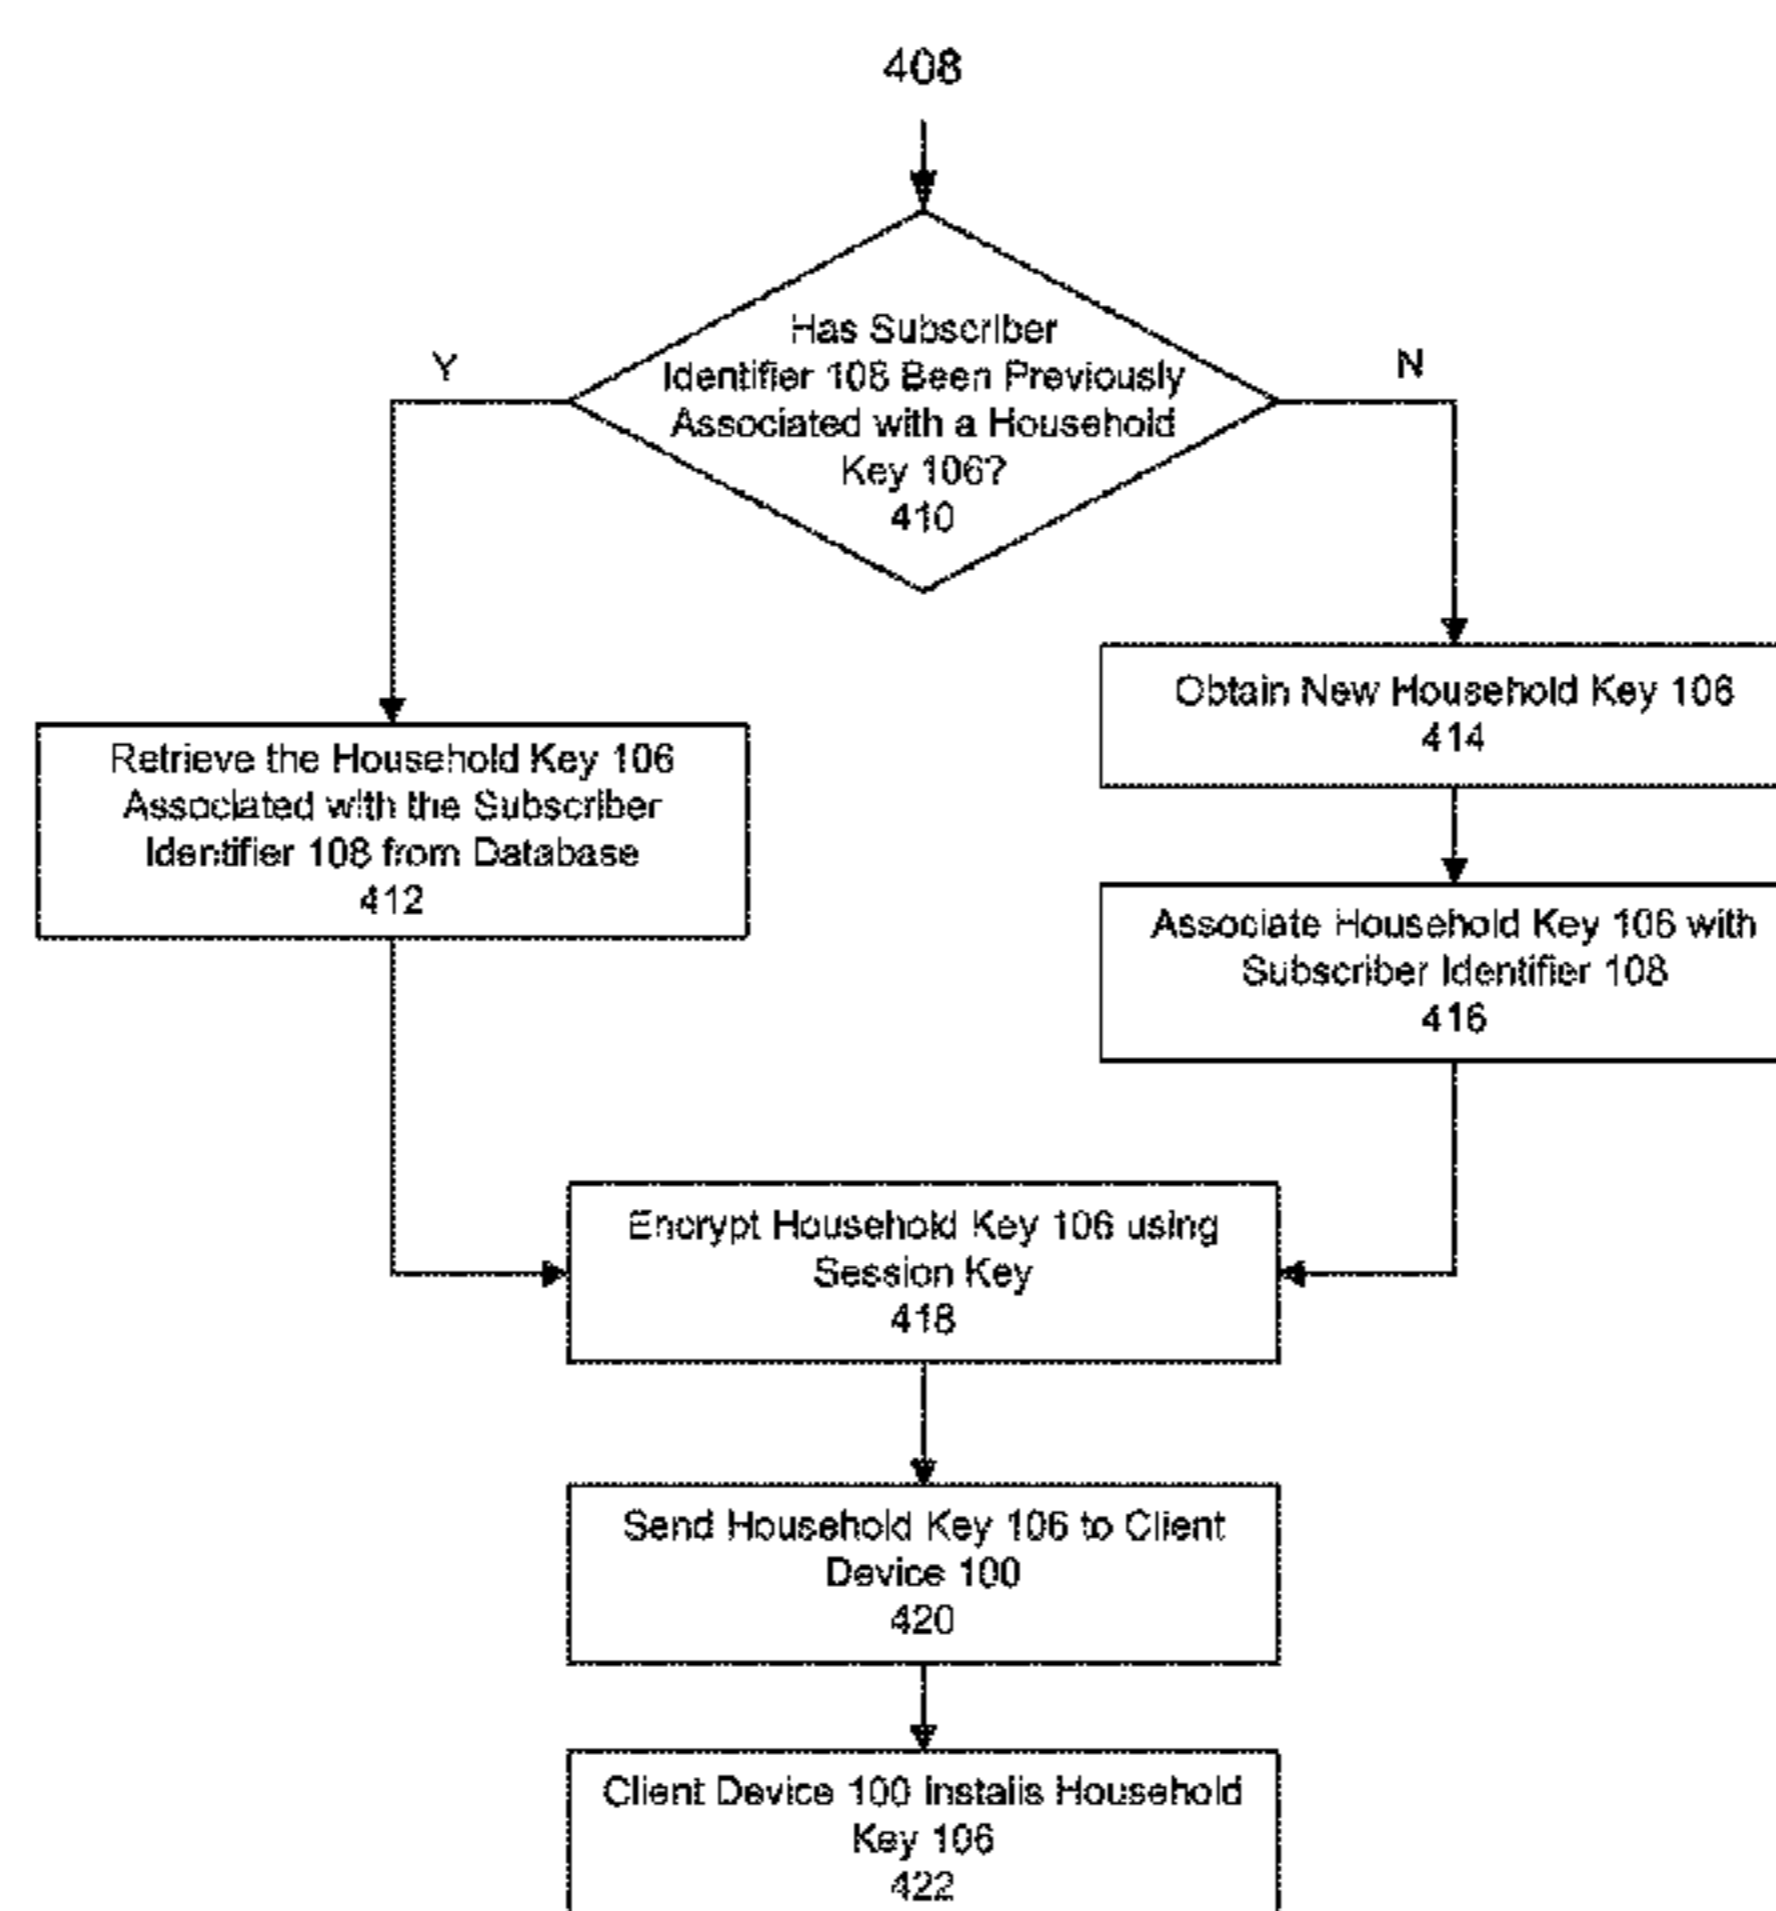 408
Has Subscriber
Identifier 108 Been Previously
Associated with a Household
Key 106?
410
Y
N
Retrieve the Household Key 106
Associated with the Subscriber
Identifier 108 from Database
412
Obtain New Household Key 106
414
Associate Household Key 106 with
Subscriber Identifier 108
416
Encrypt Household Key 106 using
Session Key
418
Send Household Key 106 to Client
Device 100
420
Client Device 100 Installs Household
Key 106
422